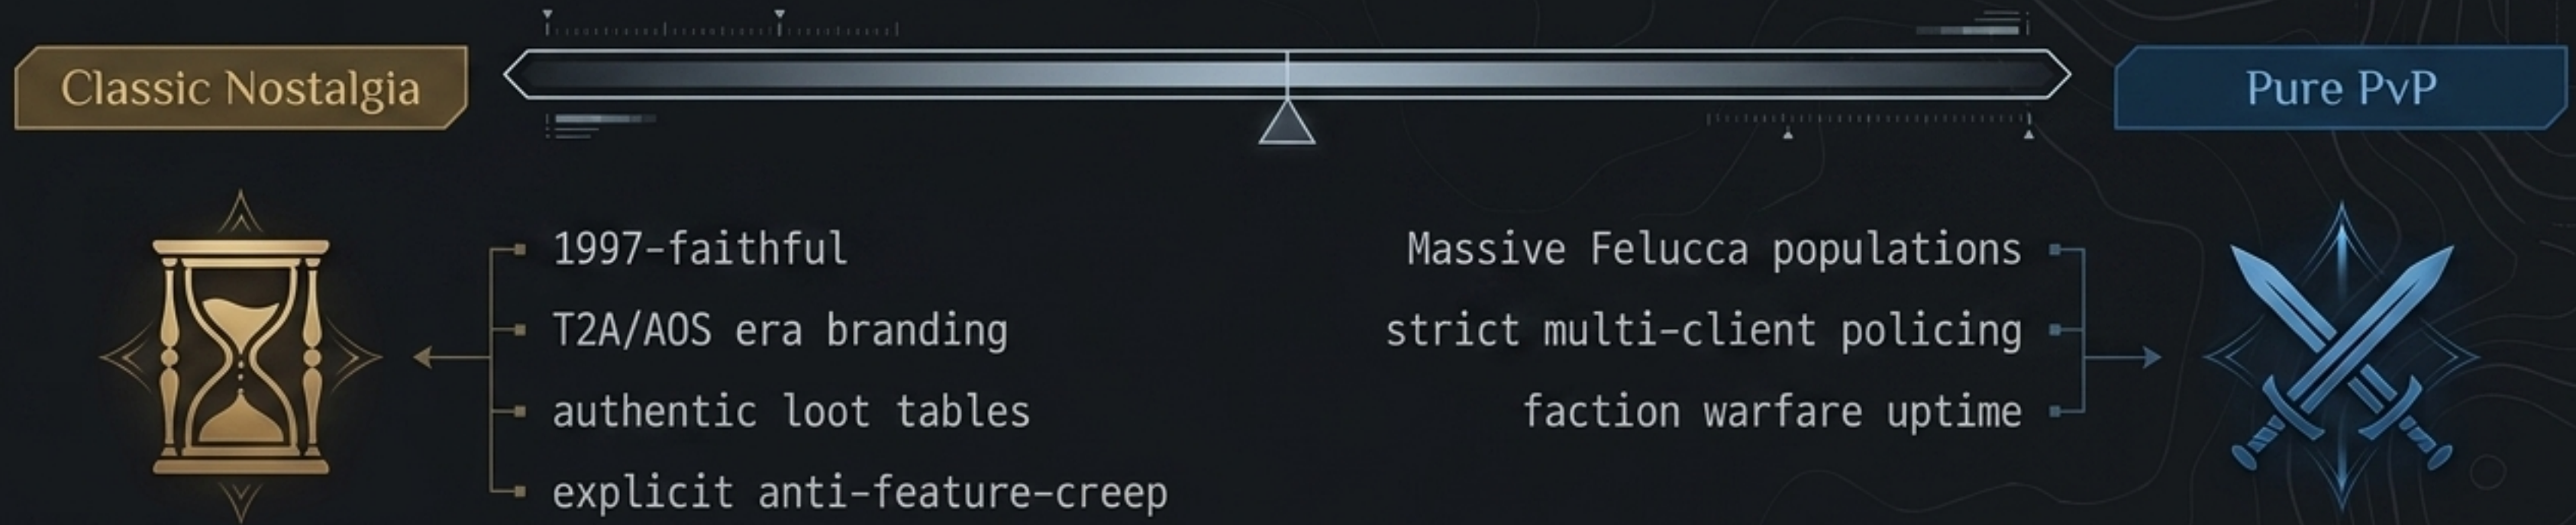 Classic Nostalgia
Pure PvP
1997-faithful
T2A/AOS era branding
authentic loot tables
explicit anti-feature-creep
Massive Felucca populations
strict multi-client policing
faction warfare uptime